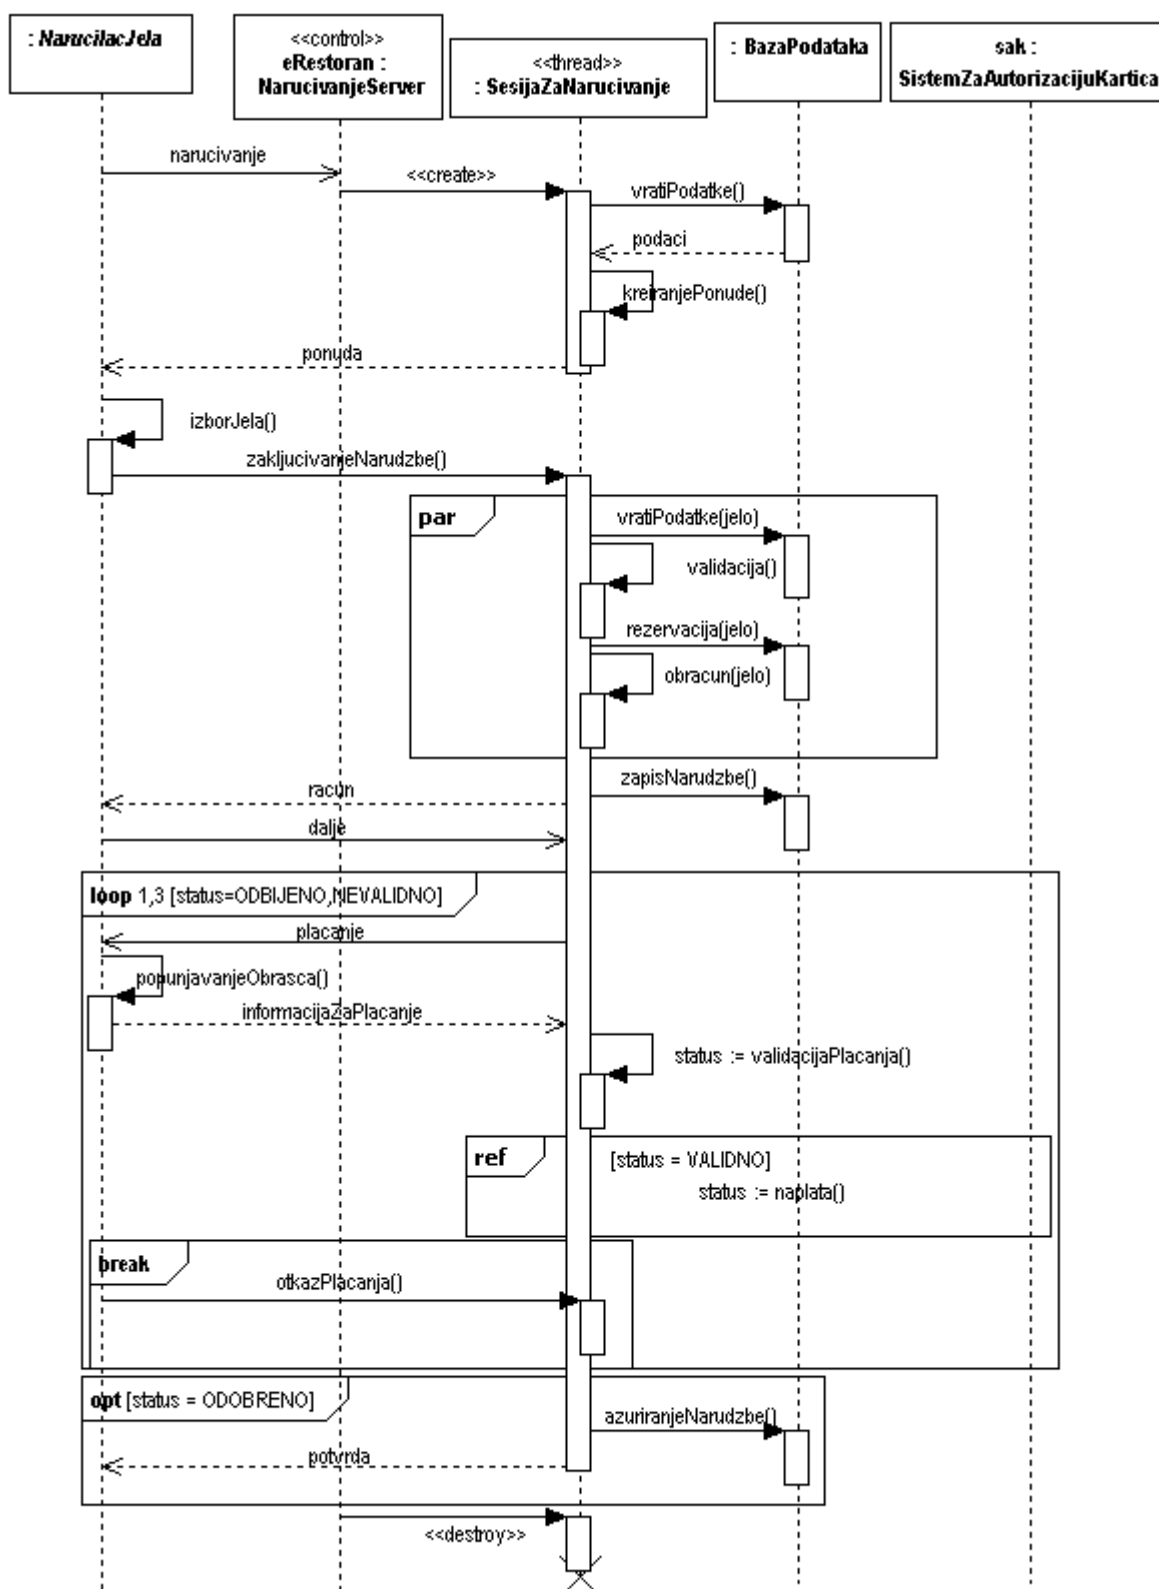 : NarucilacJela
<<control>>
eRestoran :
NarucivanjeServer
<<thread>>
: SesijaZaNarucivanje
: BazaPodataka
sak :
SistemZaAutorizacijuKartica
narucivanje
<<create>>
vratiPodatke()
podaci
kreiranjePonude()
ponuda
izborJela()
zakljucivanjeNarudzbe()
par
vratiPodatke(jelo)
validacija()
rezervacija(jelo)
obracun(jelo)
zapisNarudzbe()
racun
dalje
loop 1,3 [status=ODBIJENO,NEVALIDNO]
placanje
popunjavanjeObrasca()
informacijaZaPlacanje
status := validacijaPlacanja()
ref
[status = VALIDNO]
status := naplata()
break
otkazPlacanja()
opt [status = ODOBRENO]
azuriranjeNarudzbe()
potvrda
<<destroy>>